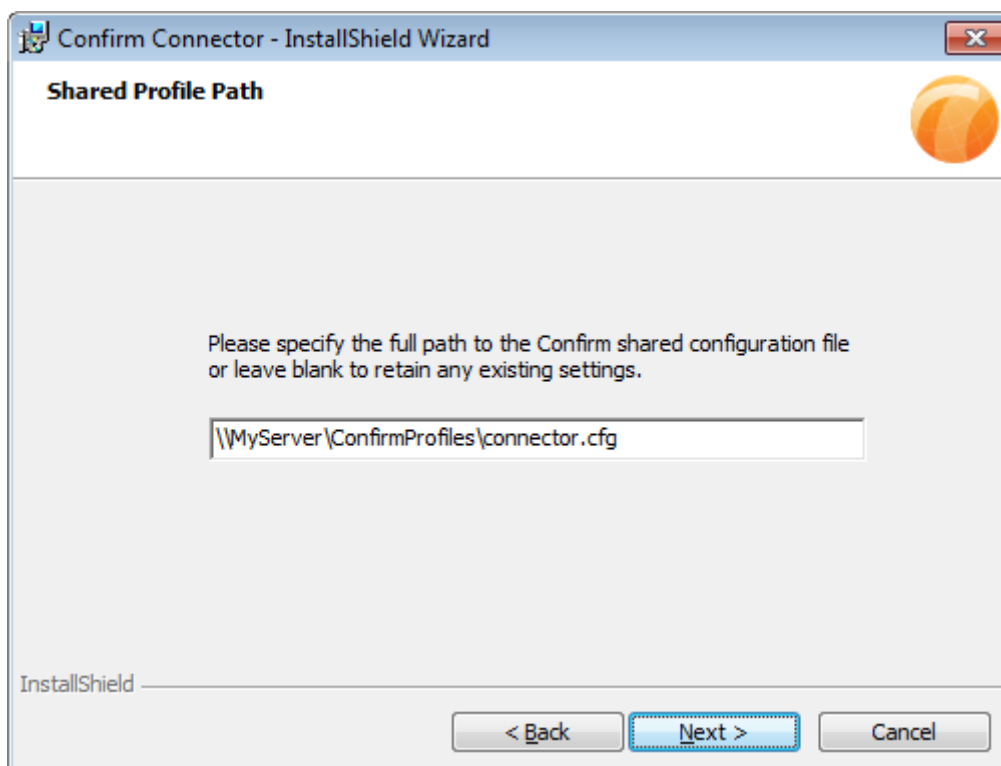 Confirm Connector - InstallShield Wizard
Shared Profile Path
Please specify the full path to the Confirm shared configuration file
or leave blank to retain any existing settings.
\\MyServer\ConfirmProfiles\connector.cfg
InstallShield
< Back Next > Cancel